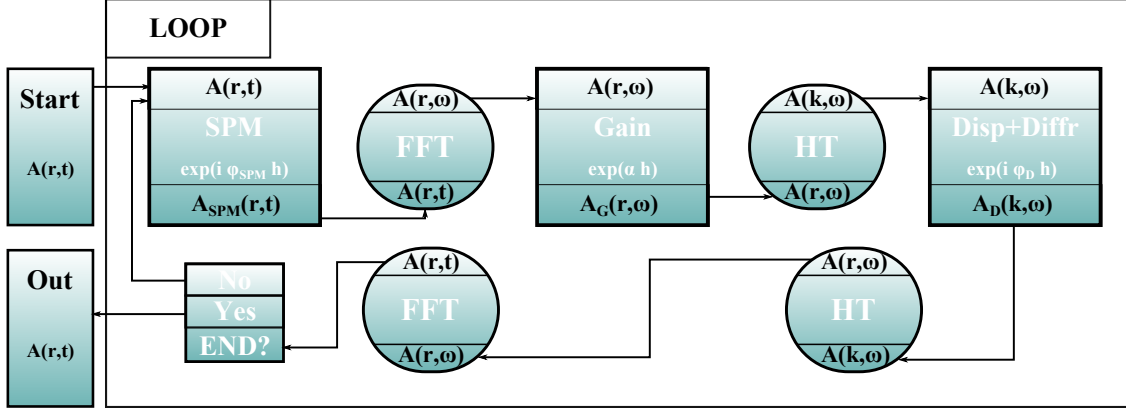 LOOP
Start
A(r,t)
A(r,t)
SPM
exp(i φSPM h)
ASPM(r,t)
A(r,ω)
FFT
A(r,t)
A(r,ω)
Gain
exp(α h)
AG(r,ω)
A(k,ω)
HT
A(r,ω)
A(k,ω)
Disp+Diffr
exp(i φD h)
AD(k,ω)
Out
A(r,t)
No
Yes
END?
A(r,t)
FFT
A(r,ω)
A(r,ω)
HT
A(k,ω)